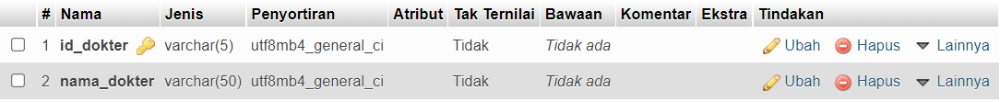 # Nama Jenis Penyortiran Atribut Tak Ternilai Bawaan Komentar Ekstra Tindakan
1 id_dokter varchar(5) utf8mb4_general_ci Tidak Tidak ada Ubah Hapus Lainnya
2 nama_dokter varchar(50) utf8mb4_general_ci Tidak Tidak ada Ubah Hapus Lainnya